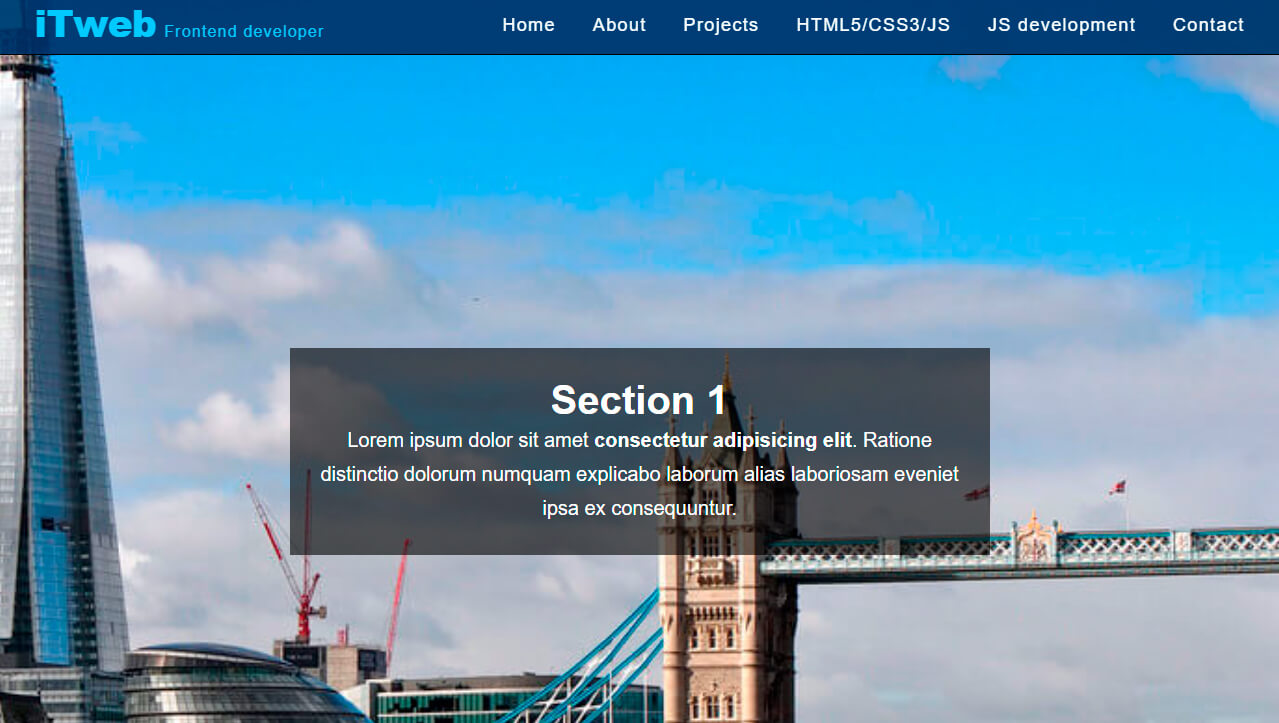 iTweb Frontend developer Home About Projects HTML5/CSS3/JS JS development Contact
Section 1
Lorem ipsum dolor sit amet consectetur adipisicing elit. Ratione
distinctio dolorum numquam explicabo laborum alias laboriosam eveniet
ipsa ex consequuntur.